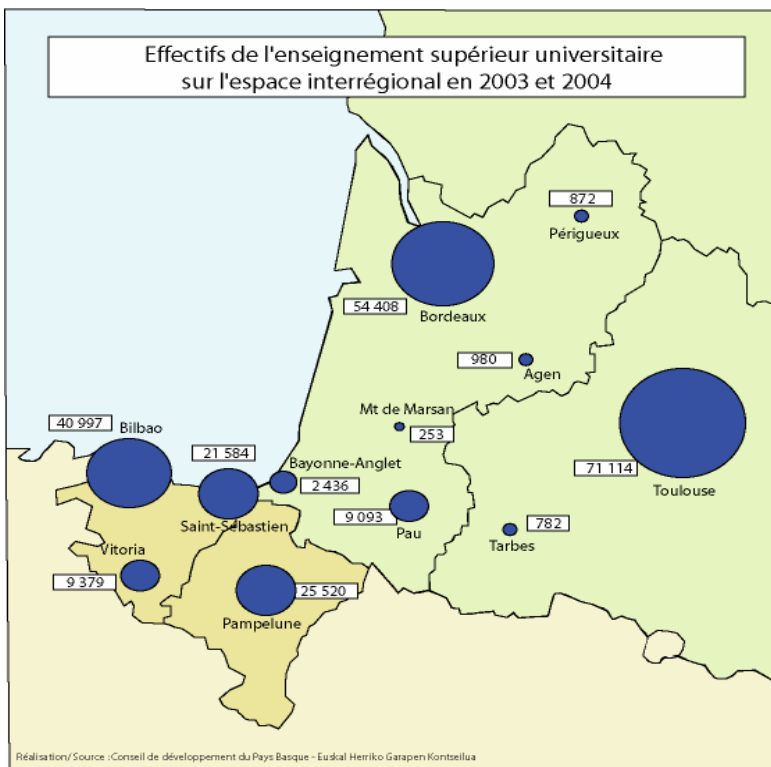 Effectifs de l'enseignement supérieur universitaire
sur l'espace interrégional en 2003 et 2004
872
Périgueux
54 408
Bordeaux
980
Agen
Mt de Marsan
253
40 997
Bilbao
21 584
Saint-Sébastien
Bayonne-Anglet
2 436
9 093
Pau
71 114
Toulouse
782
Tarbes
Vitoria
9 379
25 520
Pampelune
Réalisation/ Source : Conseil de développement du Pays Basque - Euskal Herriko Garapen Kontseilua